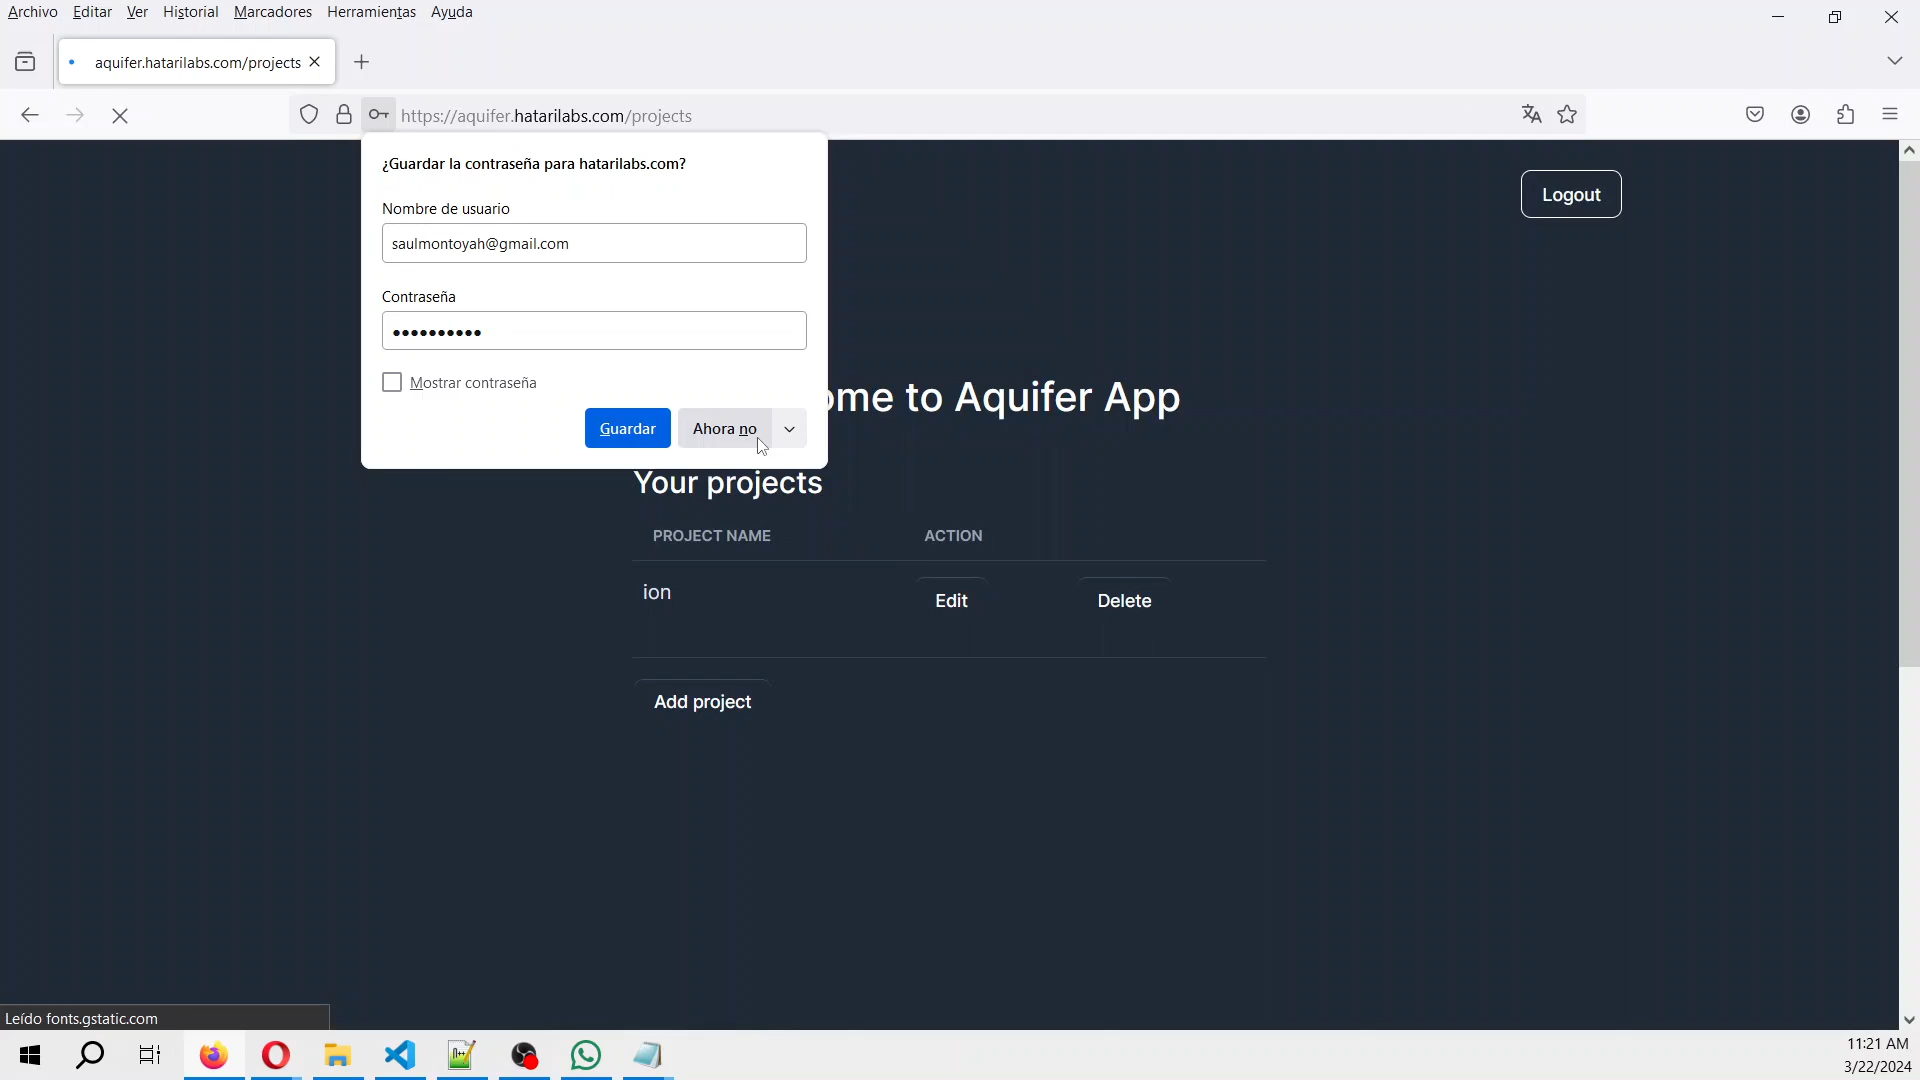 Archivo Editar Ver Historial Marcadores Herramientas Ayuda
aquifer.hatarilabs.com/projects
https://aquifer.hatarilabs.com/projects
¿Guardar la contraseña para hatarilabs.com?
Nombre de usuario
saulmontoyah@gmail.com
Contraseña
Mostrar contraseña
Guardar Ahora no
Logout
to Aquifer App
Your projects
PROJECT NAME ACTION
ion Edit Delete
Add project
Leído fonts.gstatic.com
11:21 AM
3/22/2024